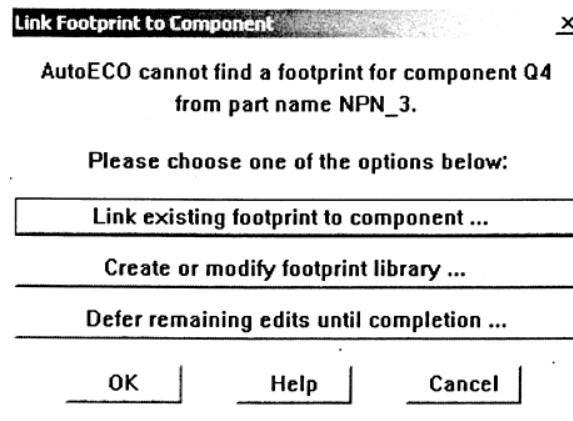 Link Footprint to Component ×
AutoECO cannot find a footprint for component Q4
from part name NPN_3.
Please choose one of the options below:
Link existing footprint to component ...
Create or modify footprint library ...
Defer remaining edits until completion ...
OK Help Cancel